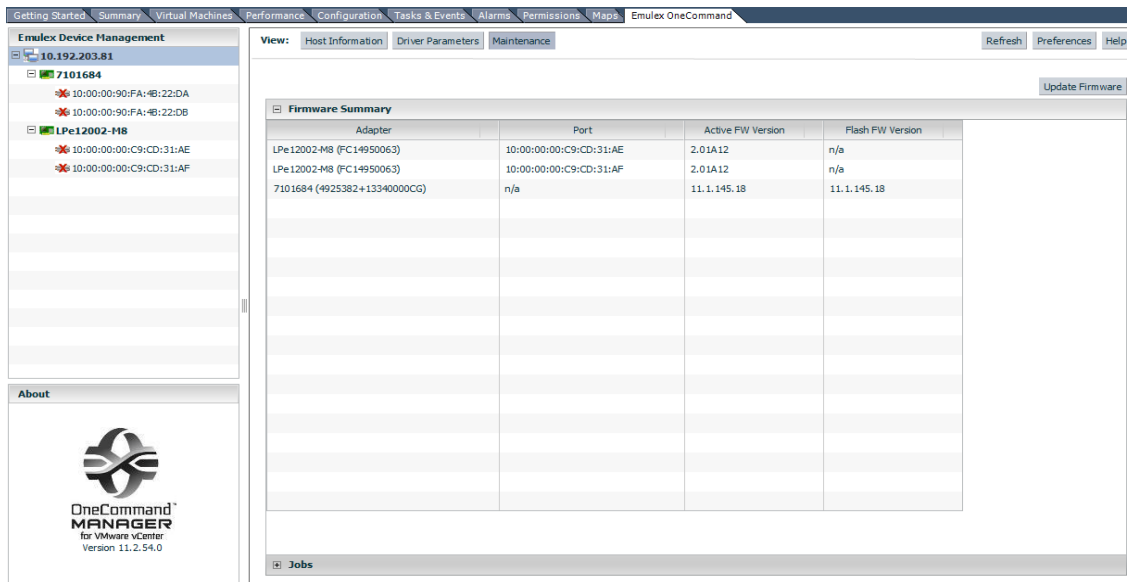 Getting Started Summary Virtual Machines Performance Configuration Tasks & Events Alarms Permissions Maps Emulex OneCommand
Emulex Device Management
10.192.203.81
7101684
10:00:00:90:FA:4B:22:DA
10:00:00:90:FA:4B:22:DB
LPe12002-M8
10:00:00:00:C9:CD:31:AE
10:00:00:00:C9:CD:31:AF
View: Host Information Driver Parameters Maintenance Refresh Preferences Help
Update Firmware
Firmware Summary
Adapter Port Active FW Version Flash FW Version
LPe12002-M8 (FC14950063) 10:00:00:00:C9:CD:31:AE 2.01A12 n/a
LPe12002-M8 (FC14950063) 10:00:00:00:C9:CD:31:AF 2.01A12 n/a
7101684 (4925382+13340000CG) n/a 11.1.145.18 11.1.145.18
About
OneCommand™
MANAGER
for VMware vCenter
Version 11.2.54.0
Jobs